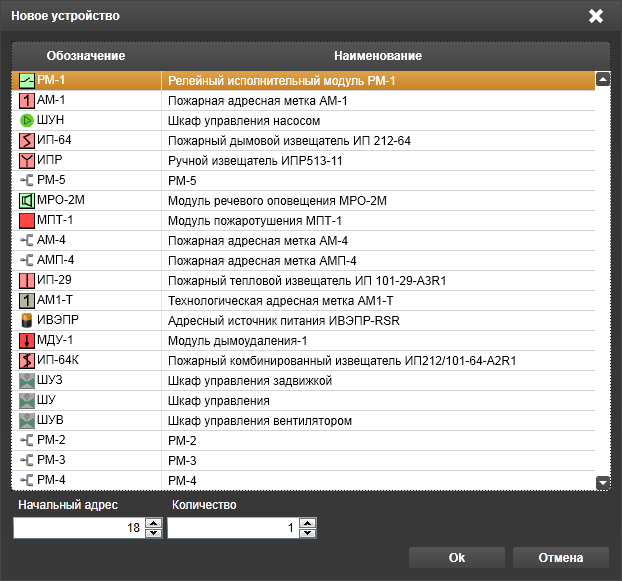 Новое устройство
Обозначение Наименование
РМ-1 Релейный исполнительный модуль РМ-1
1 АМ-1 Пожарная адресная метка АМ-1
ШУН Шкаф управления насосом
ИП-64 Пожарный дымовой извещатель ИП 212-64
ИПР Ручной извещатель ИПР513-11
РМ-5 РМ-5
МРО-2М Модуль речевого оповещения МРО-2М
МПТ-1 Модуль пожаротушения МПТ-1
АМ-4 Пожарная адресная метка АМ-4
АМП-4 Пожарная адресная метка АМП-4
ИП-29 Пожарный тепловой извещатель ИП 101-29-A3R1
1 АМ1-Т Технологическая адресная метка АМ1-Т
ИВЭПР Адресный источник питания ИВЭПР-RSR
МДУ-1 Модуль дымоудаления-1
ИП-64К Пожарный комбинированный извещатель ИП212/101-64-A2R1
ШУЗ Шкаф управления задвижкой
ШУ Шкаф управления
ШУВ Шкаф управления вентилятором
РМ-2 РМ-2
РМ-3 РМ-3
РМ-4 РМ-4
Начальный адрес Количество
18 1
Ok Отмена